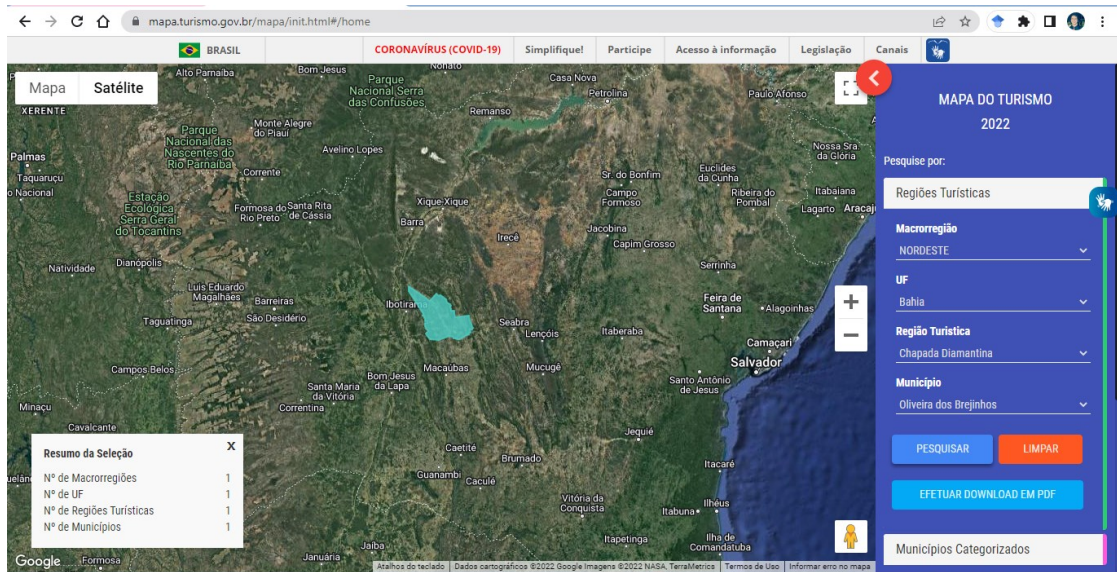 mapa.turismo.gov.br/mapa/init.html#/home
BRASIL
CORONAVÍRUS (COVID-19)
Simplifique!
Participe
Acesso à informação
Legislação
Canais
Mapa
Satélite
XERENTE
Alto Parnaíba
Bom Jesus
Nonato
Parque
Nacional Serra
das Confusões
Casa Nova
Petrolina
Paulo Afonso
Remanso
Parque
Nacional das
Nascentes do
Rio Parnaíba
Monte Alegre
do Piauí
Avelino Lopes
Nossa Sra.
da Glória
Palmas
Taquaruçu
o Nacional
Corrente
Euclides
da Cunha
Sr. do Bonfim
Campo
Formoso
Ribeira do
Pombal
Itabaiana
Lagarto
Aracaju
Estação
Ecológica
Serra Geral
do Tocantins
Formosa do
Rio Preto
Santa Rita
de Cássia
Xique-Xique
Barra
Irecê
Jacobina
Capim Grosso
Serrinha
Natividade
Dianópolis
Luís Eduardo
Magalhães
Barreiras
São Desidério
Taguatinga
Ibotirama
Seabra
Lençóis
Itaberaba
Feira de
Santana
Alagoinhas
Camaçari
Salvador
Campos Belos
Macaúbas
Mucugê
Bom Jesus
da Lapa
Santa Maria
da Vitória
Correntina
Santo Antônio
de Jesus
Minaçu
Cavalcante
Jequié
Caetité
Brumado
Itacaré
Guanambi
Caculé
Vitória da
Conquista
Ilhéus
Itabuna
Itapetinga
Ilha de
Comandatuba
Jaíba
Januária
Formosa
Resumo da Seleção
X
Nº de Macrorregiões 1
Nº de UF 1
Nº de Regiões Turísticas 1
Nº de Municípios 1
Google
Atalhos do teclado
Dados cartográficos ©2022 Google Imagens ©2022 NASA, TerraMetrics
Termos de Uso
Informar erro no mapa
MAPA DO TURISMO
2022
Pesquise por:
Regiões Turísticas
Macrorregião
NORDESTE
UF
Bahia
Região Turistica
Chapada Diamantina
Município
Oliveira dos Brejinhos
PESQUISAR
LIMPAR
EFETUAR DOWNLOAD EM PDF
Municípios Categorizados